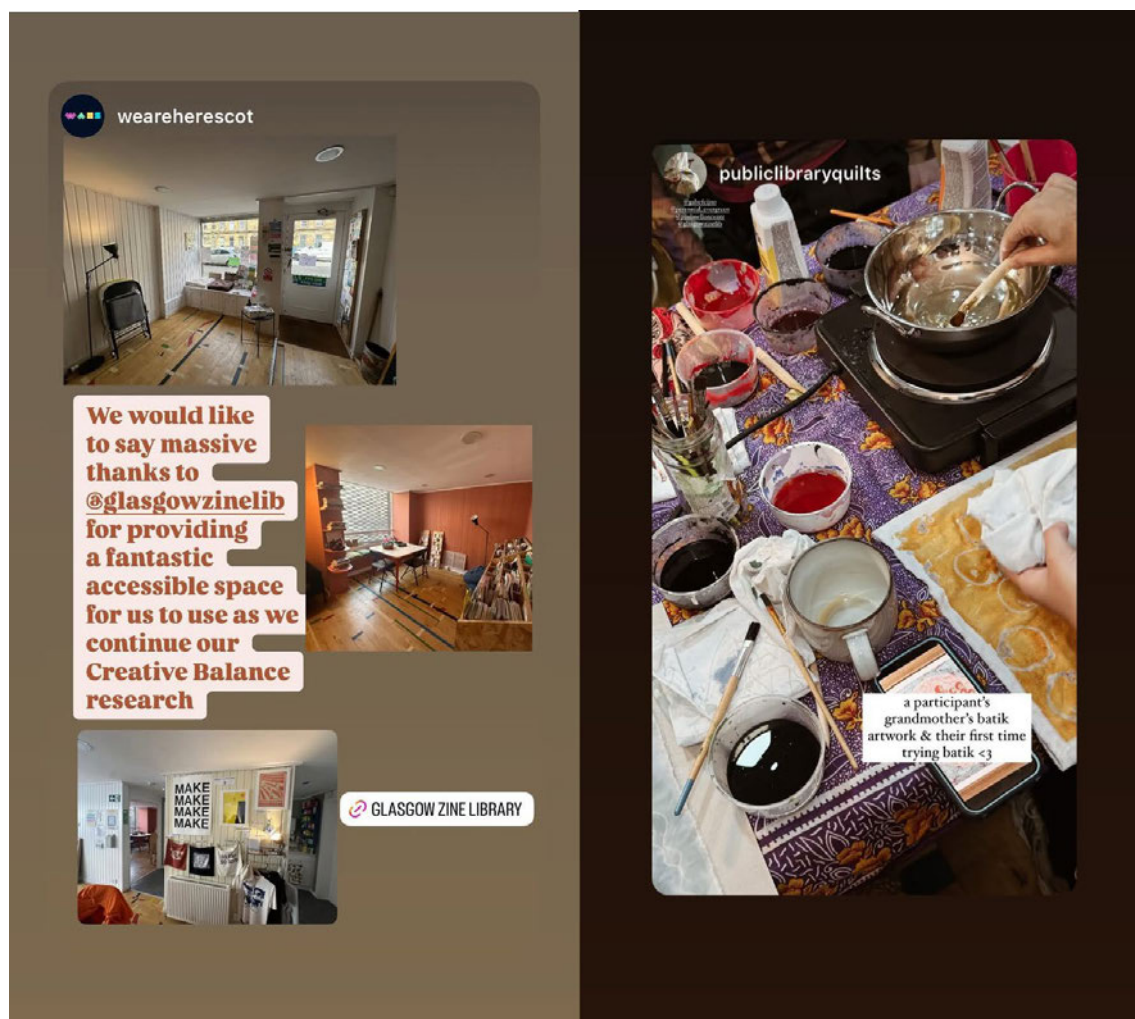 weareherescot
We would like
to say massive
thanks to
@glasgowzinelib
for providing
a fantastic
accessible space
for us to use as we
continue our
Creative Balance
research
MAKE
MAKE
MAKE
MAKE
GLASGOW ZINE LIBRARY
publiclibraryquilts
a participant's
grandmother's batik
artwork & their first time
trying batik <3